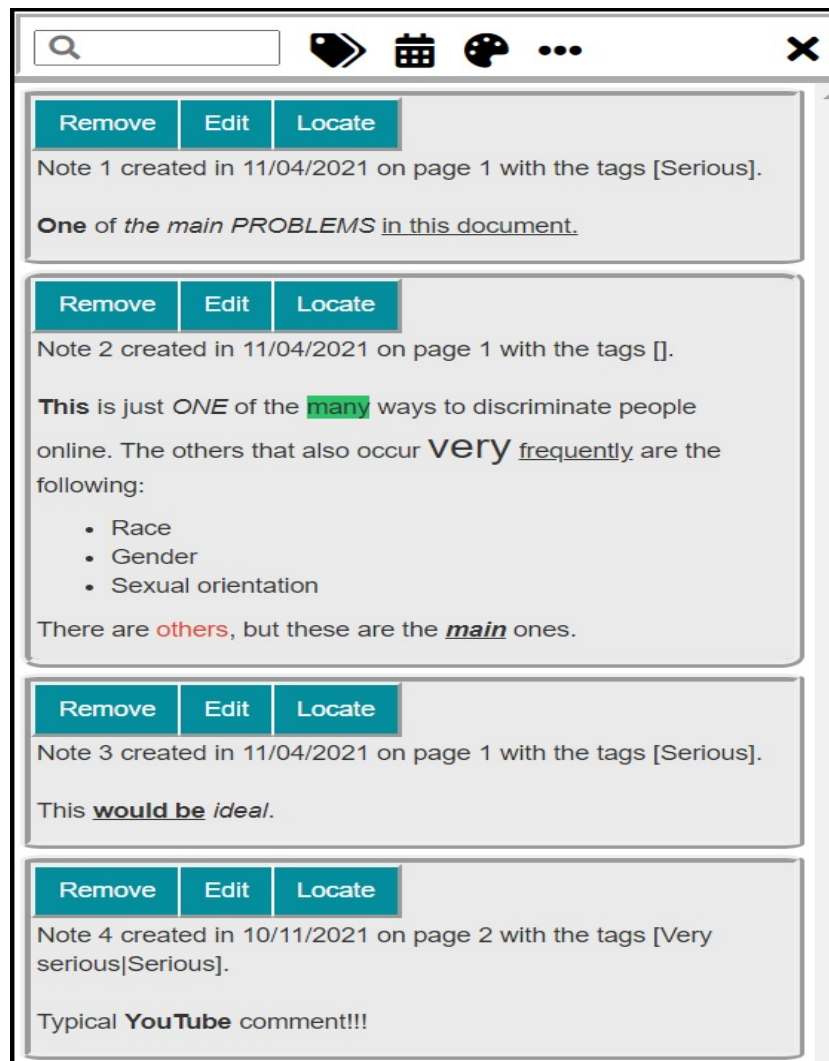 Remove Edit Locate
Note 1 created in 11/04/2021 on page 1 with the tags [Serious].
One of the main PROBLEMS in this document.
Remove Edit Locate
Note 2 created in 11/04/2021 on page 1 with the tags [].
This is just ONE of the many ways to discriminate people
online. The others that also occur very frequently are the
following:
• Race
• Gender
• Sexual orientation
There are others, but these are the main ones.
Remove Edit Locate
Note 3 created in 11/04/2021 on page 1 with the tags [Serious].
This would be ideal.
Remove Edit Locate
Note 4 created in 10/11/2021 on page 2 with the tags [Very
serious|Serious].
Typical YouTube comment!!!